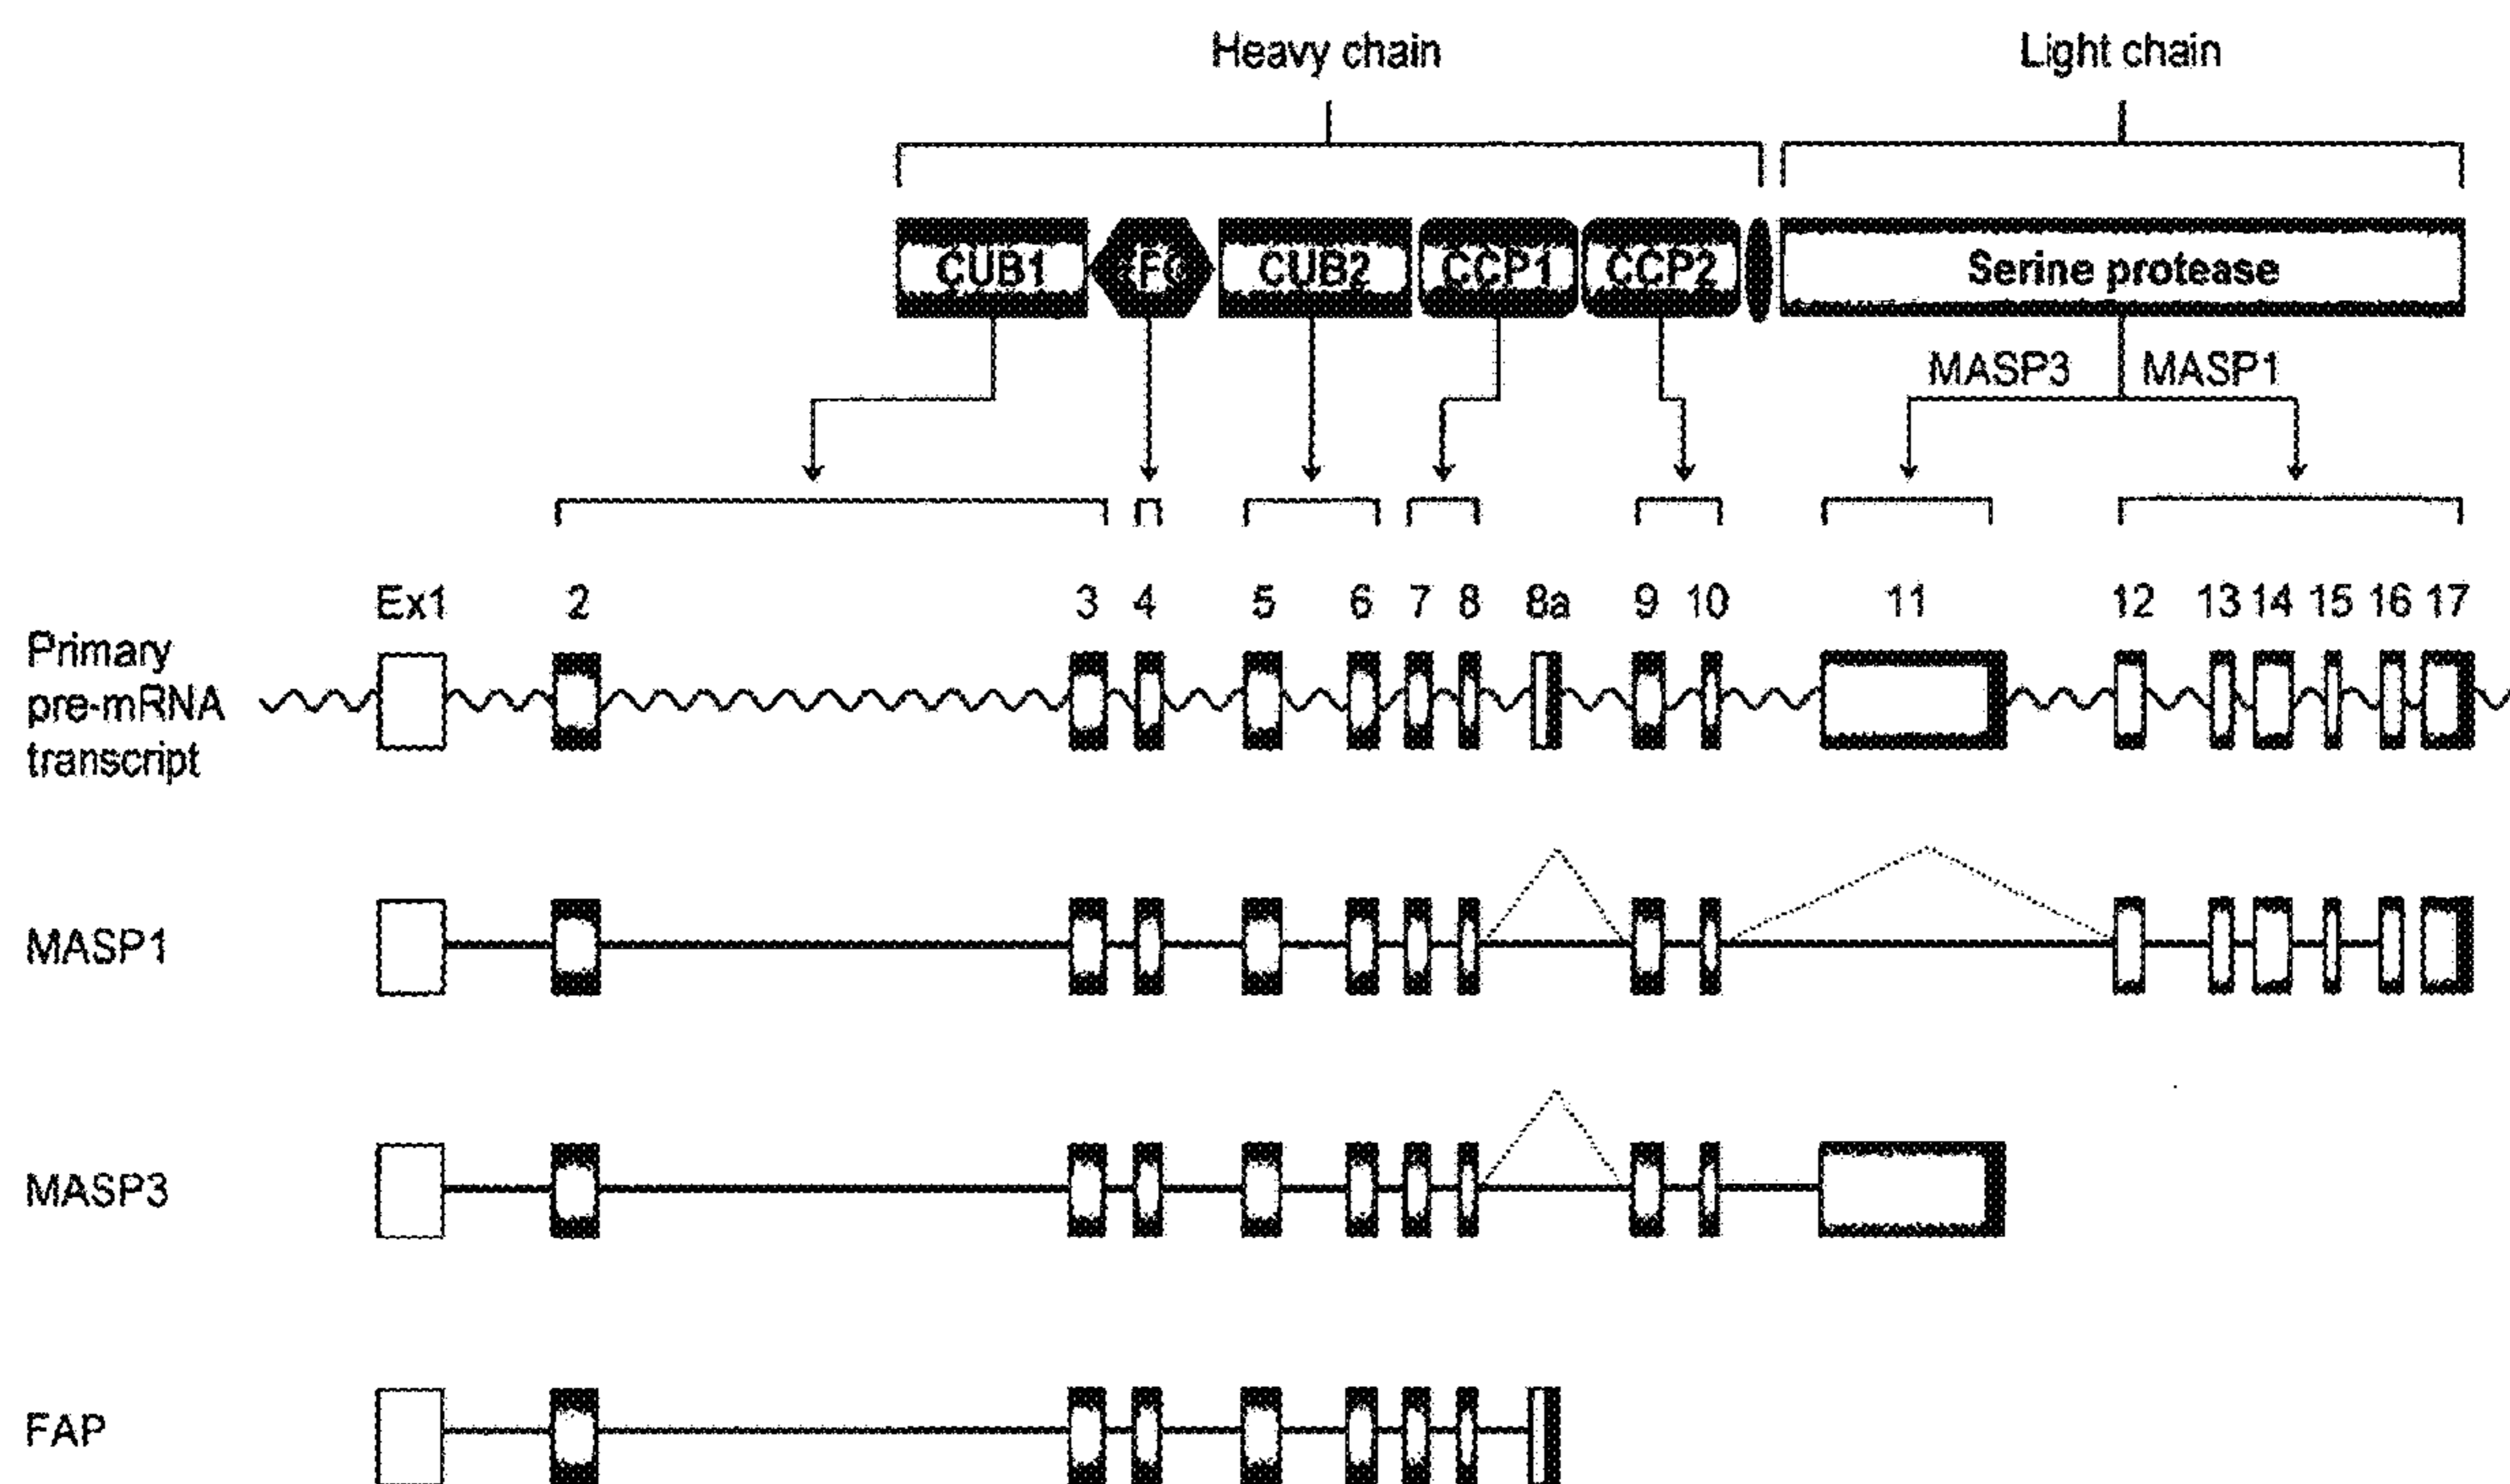 Heavy chain Light chain
CUB1 CUB2 CCP1 CCP2 Serine protease
MASP3 MASP1
Ex1 2 3 4 5 6 7 8 8a 9 10 11 12 13 14 15 16 17
Primary
pre-mRNA
transcript
MASP1
MASP3
FAP